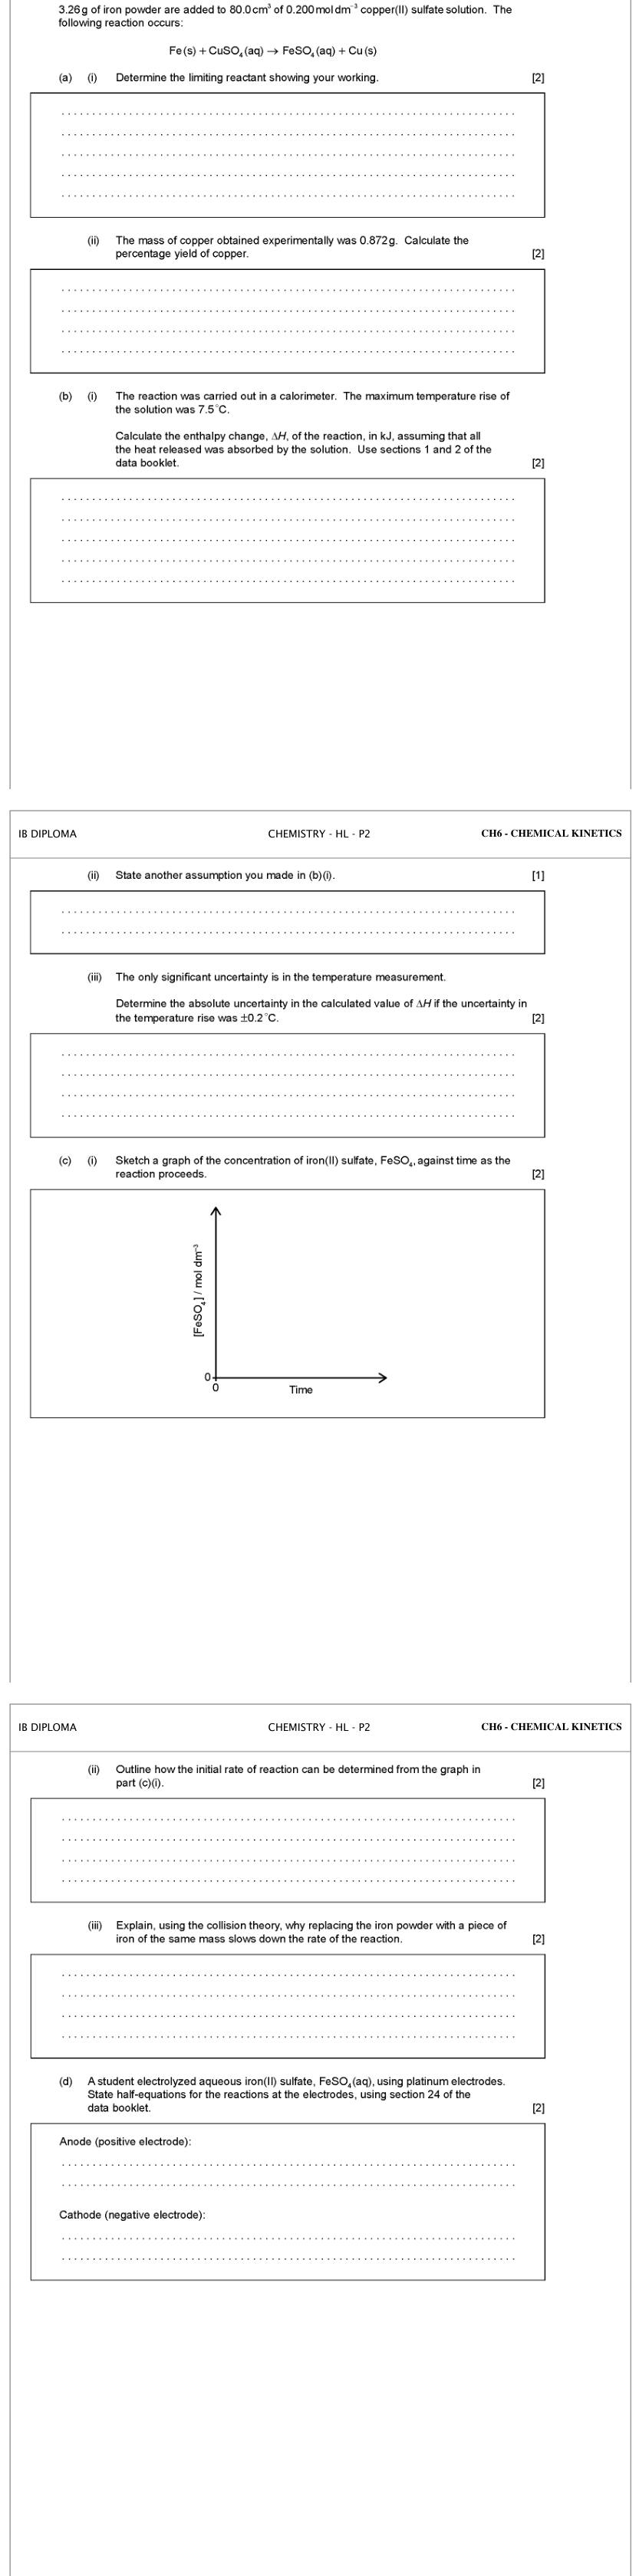 3.26 g of iron powder are added to 80.0 cm³ of 0.200 mol dm⁻³ copper(II) sulfate solution. The
following reaction occurs:
Fe (s) + CuSO₄ (aq) → FeSO₄ (aq) + Cu (s)
(a) (i) Determine the limiting reactant showing your working. [2]
(ii) The mass of copper obtained experimentally was 0.872 g. Calculate the
percentage yield of copper. [2]
(b) (i) The reaction was carried out in a calorimeter. The maximum temperature rise of
the solution was 7.5 °C.
Calculate the enthalpy change, ΔH, of the reaction, in kJ, assuming that all
the heat released was absorbed by the solution. Use sections 1 and 2 of the
data booklet. [2]
IB DIPLOMA CHEMISTRY - HL - P2 CH6 - CHEMICAL KINETICS
(ii) State another assumption you made in (b)(i). [1]
(iii) The only significant uncertainty is in the temperature measurement.
Determine the absolute uncertainty in the calculated value of ΔH if the uncertainty in
the temperature rise was ±0.2 °C. [2]
(c) (i) Sketch a graph of the concentration of iron(II) sulfate, FeSO₄, against time as the
reaction proceeds. [2]
[FeSO₄] / mol dm⁻³
0
0
Time
IB DIPLOMA CHEMISTRY - HL - P2 CH6 - CHEMICAL KINETICS
(ii) Outline how the initial rate of reaction can be determined from the graph in
part (c)(i). [2]
(iii) Explain, using the collision theory, why replacing the iron powder with a piece of
iron of the same mass slows down the rate of the reaction. [2]
(d) A student electrolyzed aqueous iron(II) sulfate, FeSO₄ (aq), using platinum electrodes.
State half-equations for the reactions at the electrodes, using section 24 of the
data booklet. [2]
Anode (positive electrode):
Cathode (negative electrode):